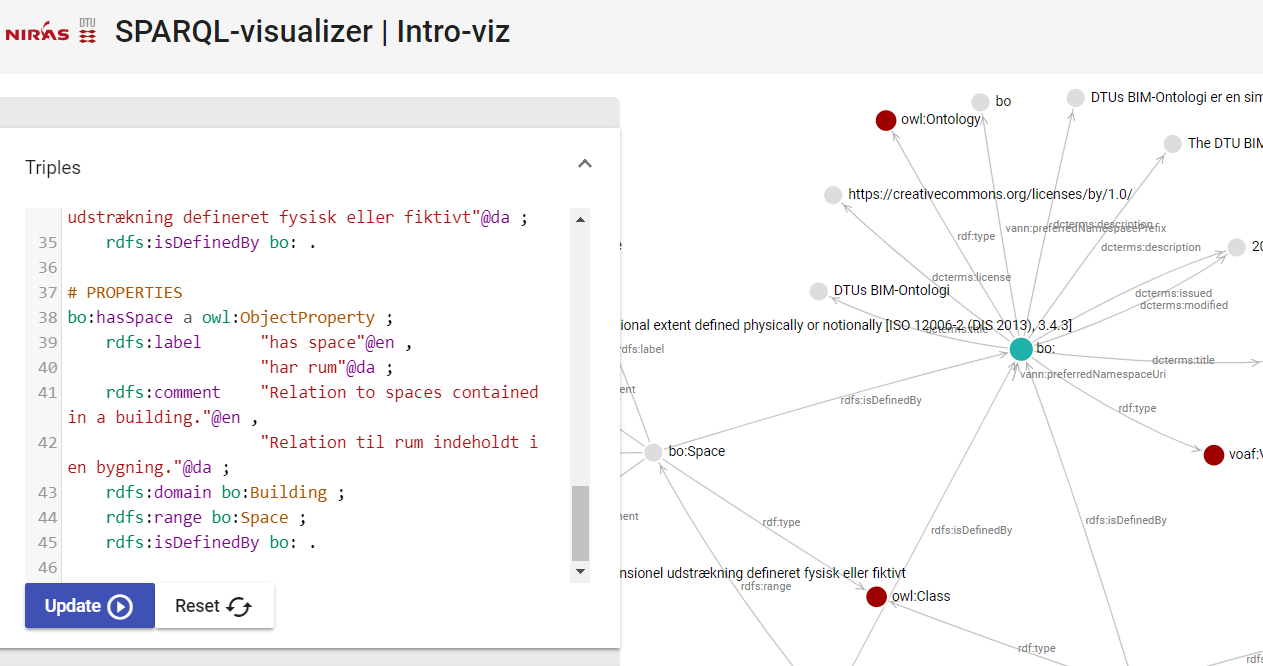 NIRAS DTU SPARQL-visualizer | Intro-viz
Triples
udstrækning defineret fysisk eller fiktivt"@da ;
35 rdfs:isDefinedBy bo: .
36
37 # PROPERTIES
38 bo:hasSpace a owl:ObjectProperty ;
39 rdfs:label "has space"@en ,
40 "har rum"@da ;
41 rdfs:comment "Relation to spaces contained
in a building."@en ,
42 "Relation til rum indeholdt i
en bygning."@da ;
43 rdfs:domain bo:Building ;
44 rdfs:range bo:Space ;
45 rdfs:isDefinedBy bo: .
46
Update
Reset
bo
DTUs BIM-Ontologi er en sim
owl:Ontology
The DTU BIM
https://creativecommons.org/licenses/by/1.0/
dcterms:description
vann:preferredNamespacePrefix
rdf:type
dcterms:description
20
dcterms:license
DTUs BIM-Ontologi
dcterms:issued
dcterms:modified
ional extent defined physically or notionally [ISO 12006-2 (DIS 2013), 3.4.3]
dcterms:title
bo:
dfs:label
dcterms:title
vann:preferredNamespaceUri
ent
rdfs:isDefinedBy
rdf:type
bo:Space
voaf:V
ent
rdf:type
rdfs:isDefinedBy
rdfs:isDefinedBy
nsionel udstrækning defineret fysisk eller fiktivt
rdfs:range
owl:Class
rdf:type
rdfs